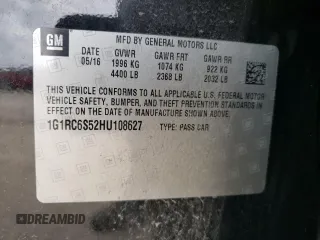 GM
MFD BY GENERAL MOTORS LLC
05/16 GVWR GAWR FRT GAWR RR
1996 KG 1074 KG 922 KG
4400 LB 2368 LB 2032 LB
THIS VEHICLE CONFORMS TO ALL APPLICABLE U.S. FEDERAL MOTOR
VEHICLE SAFETY, BUMPER, AND THEFT PREVENTION STANDARDS IN
EFFECT ON THE DATE OF MANUFACTURE SHOWN ABOVE.
1G1RC6S52HU108627 TYPE: PASS CAR
DREAMBID